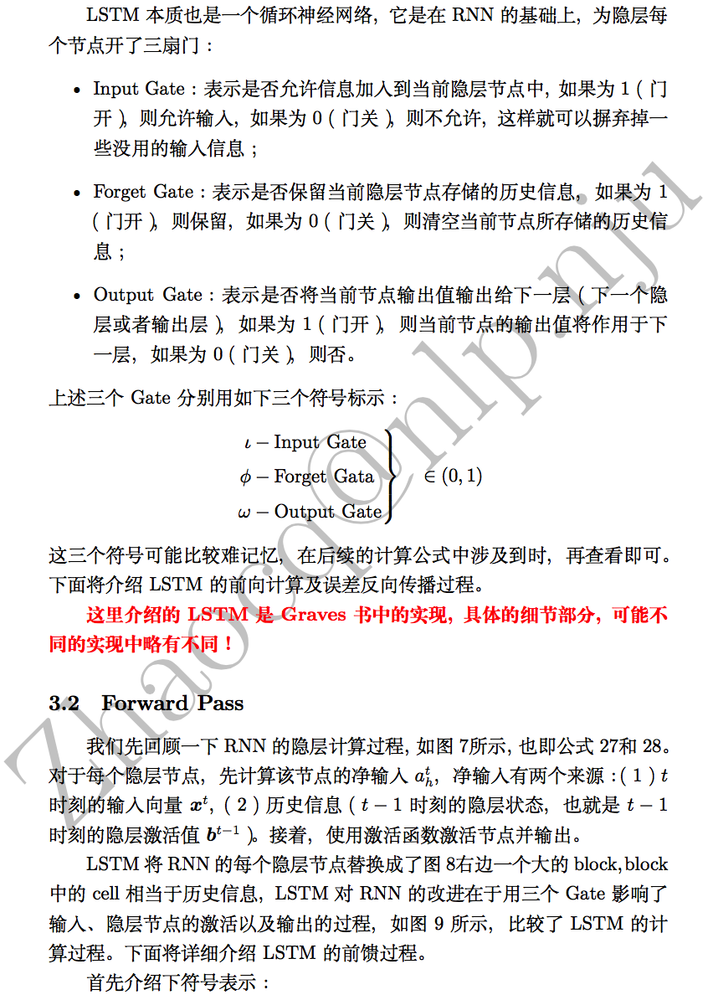 LSTM 本质也是一个循环神经网络，它是在 RNN 的基础上，为隐层每
个节点开了三扇门：
• Input Gate：表示是否允许信息加入到当前隐层节点中，如果为 1（门
开），则允许输入，如果为 0（门关），则不允许，这样就可以摒弃掉一
些没用的输入信息；
• Forget Gate：表示是否保留当前隐层节点存储的历史信息，如果为 1
（门开），则保留，如果为 0（门关），则清空当前节点所存储的历史信
息；
• Output Gate：表示是否将当前节点输出值输出给下一层（下一个隐
层或者输出层），如果为 1（门开），则当前节点的输出值将作用于下
一层，如果为 0（门关），则否。
上述三个 Gate 分别用如下三个符号标示：
ι − Input Gate
ϕ − Forget Gata
ω − Output Gate
∈ (0, 1)
这三个符号可能比较难记忆，在后续的计算公式中涉及到时，再查看即可。
下面将介绍 LSTM 的前向计算及误差反向传播过程。
这里介绍的 LSTM 是 Graves 书中的实现，具体的细节部分，可能不
同的实现中略有不同！
3.2 Forward Pass
我们先回顾一下 RNN 的隐层计算过程，如图 7所示，也即公式 27和 28。
对于每个隐层节点，先计算该节点的净输入 a_h^t，净输入有两个来源：（1）t
时刻的输入向量 x^t，（2）历史信息（t − 1 时刻的隐层状态，也就是 t − 1
时刻的隐层激活值 b^{t−1}）。接着，使用激活函数激活节点并输出。
LSTM 将 RNN 的每个隐层节点替换成了图 8右边一个大的 block，block
中的 cell 相当于历史信息，LSTM 对 RNN 的改进在于用三个 Gate 影响了
输入、隐层节点的激活以及输出的过程，如图 9 所示，比较了 LSTM 的计
算过程。下面将详细介绍 LSTM 的前馈过程。
首先介绍下符号表示：
Zhaocq@nlp.nju